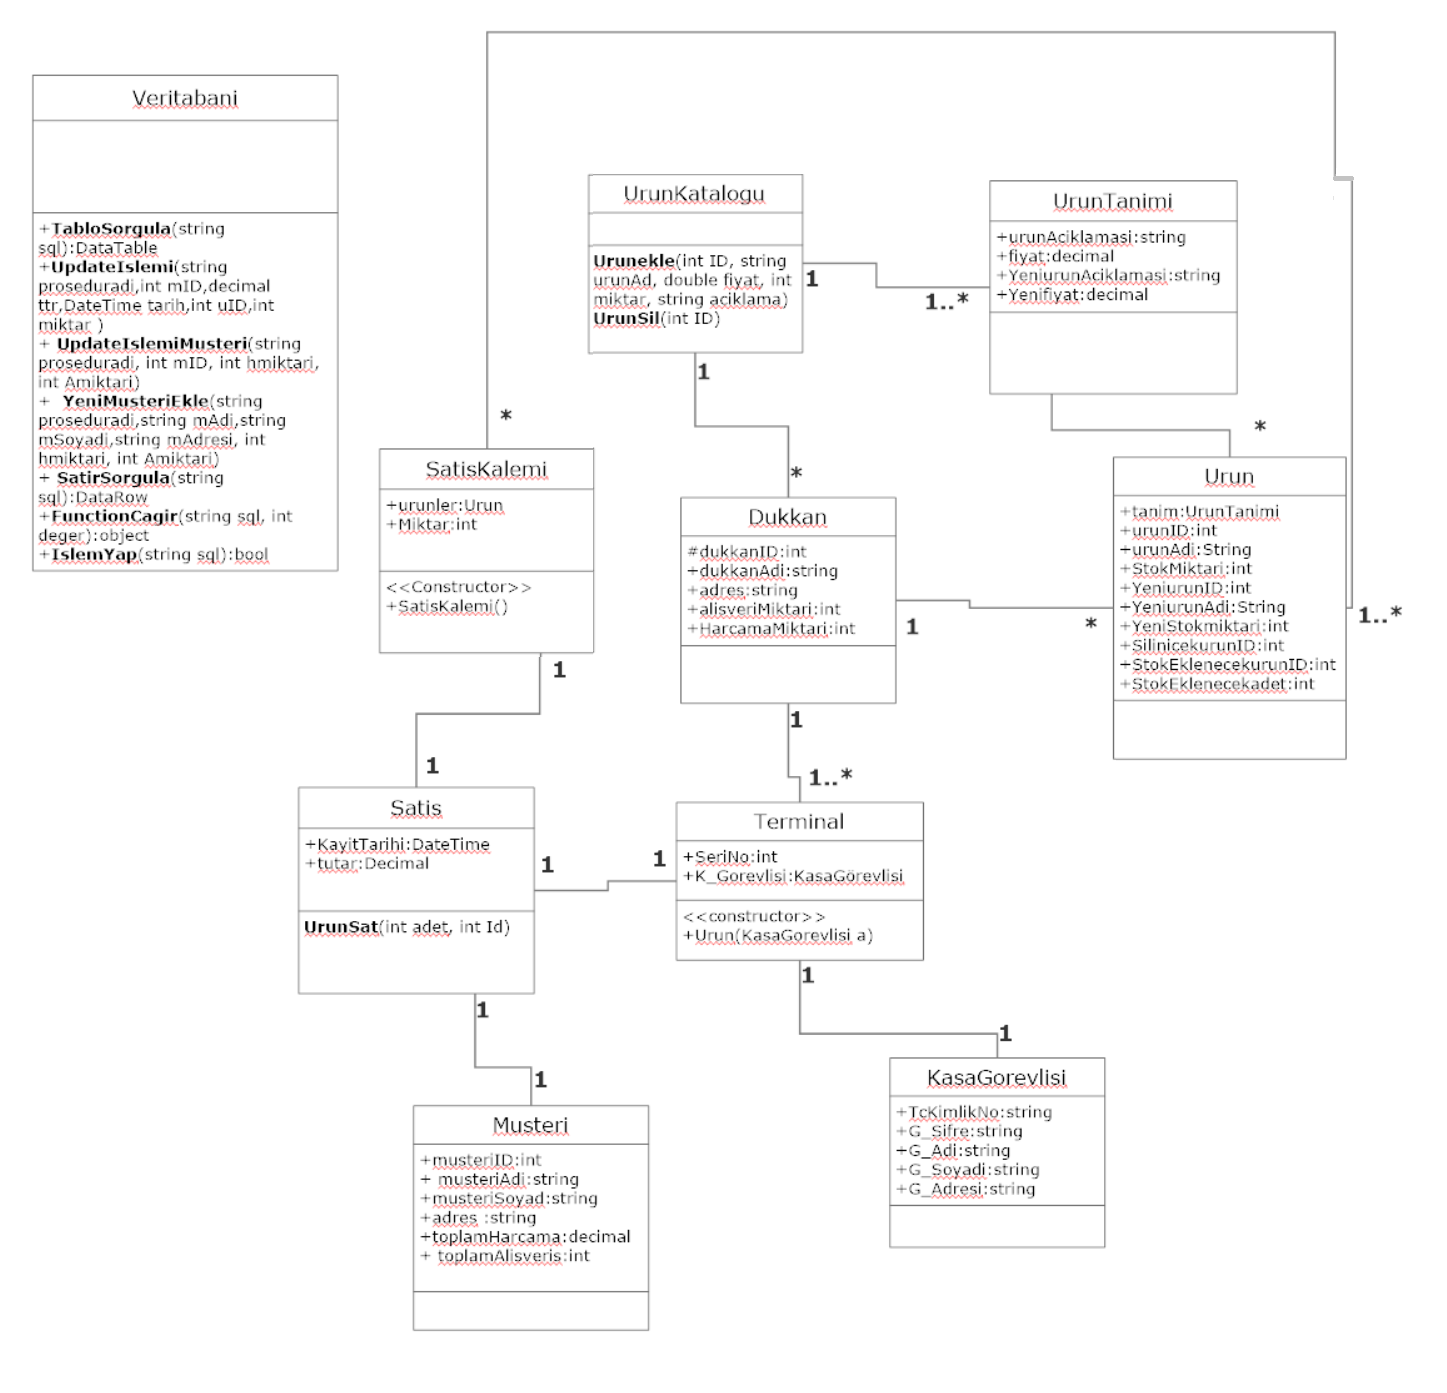 Veritabani
+TabloSorgula(string
sql):DataTable
+UpdateIslemi(string
proseduradi,int mID,decimal
ttr,DateTime tarih,int uID,int
miktar )
+ UpdateIslemiMusteri(string
proseduradi, int mID, int hmiktari,
int Amiktari)
+  YeniMusteriEkle(string
proseduradi,string mAdi,string
mSoyadi,string mAdresi, int
hmiktari, int Amiktari)
+ SatirSorgula(string
sql):DataRow
+FunctionCagir(string sql, int
deger):object
+IslemYap(string sql):bool
UrunKatalogu
Urunekle(int ID, string
urunAd, double fiyat, int
miktar, string aciklama)
UrunSil(int ID)
1
1..*
UrunTanimi
+urunAciklamasi:string
+fiyat:decimal
+YeniurunAciklamasi:string
+Yenifiyat:decimal
1
*
*
*
SatisKalemi
+urunler:Urun
+Miktar:int
<<Constructor>>
+SatisKalemi()
Dukkan
#dukkanID:int
+dukkanAdi:string
+adres:string
+alisveriMiktari:int
+HarcamaMiktari:int
1
*
Urun
+tanim:UrunTanimi
+urunID:int
+urunAdi:String
+StokMiktari:int
+YeniurunID:int
+YeniurunAdi:String
+YeniStokmiktari:int
+SilinicekurunID:int
+StokEklenecekurunID:int
+StokEklenecekadet:int
1..*
1
1
1
1..*
Satis
+KayitTarihi:DateTime
+tutar:Decimal
UrunSat(int adet, int Id)
1
1
Terminal
+SeriNo:int
+K_Gorevlisi:KasaGörevlisi
<<constructor>>
+Urun(KasaGorevlisi a)
1
1
1
1
Musteri
+musteriID:int
+ musteriAdi:string
+musteriSoyad:string
+adres :string
+toplamHarcama:decimal
+ toplamAlisveris:int
KasaGorevlisi
+TcKimlikNo:string
+G_Sifre:string
+G_Adi:string
+G_Soyadi:string
+G_Adresi:string